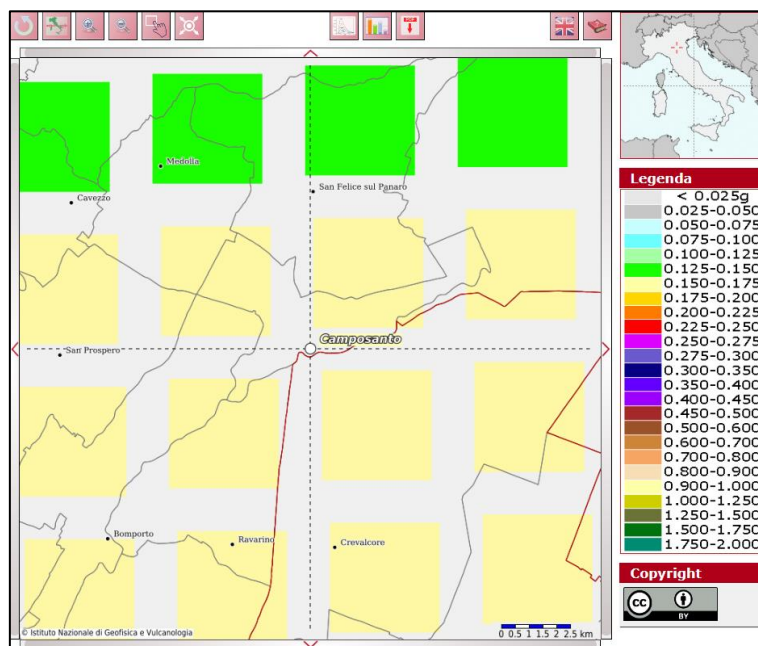 Medolla
San Felice sul Panaro
Cavezzo
Camposanto
San Prospero
Bomporto
Ravarino
Crevalcore
© Istituto Nazionale di Geofisica e Vulcanologia
0 0.5 1 1.5 2 2.5 km
Legenda
< 0.025g
0.025-0.050
0.050-0.075
0.075-0.100
0.100-0.125
0.125-0.150
0.150-0.175
0.175-0.200
0.200-0.225
0.225-0.250
0.250-0.275
0.275-0.300
0.300-0.350
0.350-0.400
0.400-0.450
0.450-0.500
0.500-0.600
0.600-0.700
0.700-0.800
0.800-0.900
0.900-1.000
1.000-1.250
1.250-1.500
1.500-1.750
1.750-2.000
Copyright
cc
BY